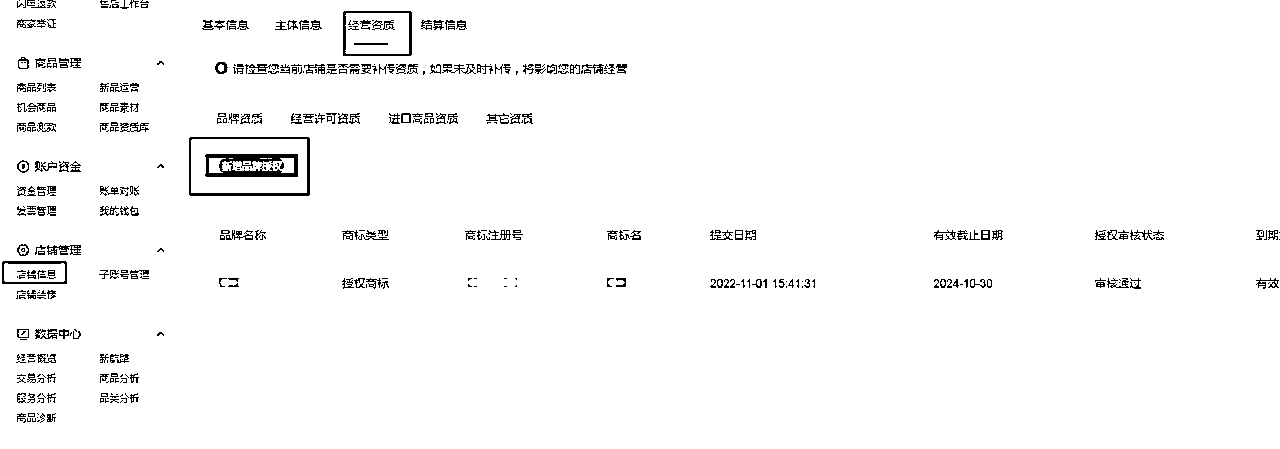 闪电退款 售后工作台
商家举证
商品管理
商品列表 新品运营
机会商品 商品素材
商品宽款 商品资质库
账户资金
资金管理 账单对账
发票管理 我的钱包
店铺管理
店铺信息 子账号管理
店铺装修
数据中心
经营概览 新航路
交易分析 商品分析
服务分析 品类分析
商品诊断
基本信息 主体信息 经营资质 结算信息
请检查您当前店铺是否需要补传资质，如果未及时补传，将影响您的店铺经营
品牌资质 经营许可资质 进口商品资质 其它资质
新增品牌授权
品牌名称 商标类型 商标注册号 商标名 提交日期 有效截止日期 授权审核状态 到期
授权商标 2022-11-01 15:41:31 2024-10-30 审核通过 有效